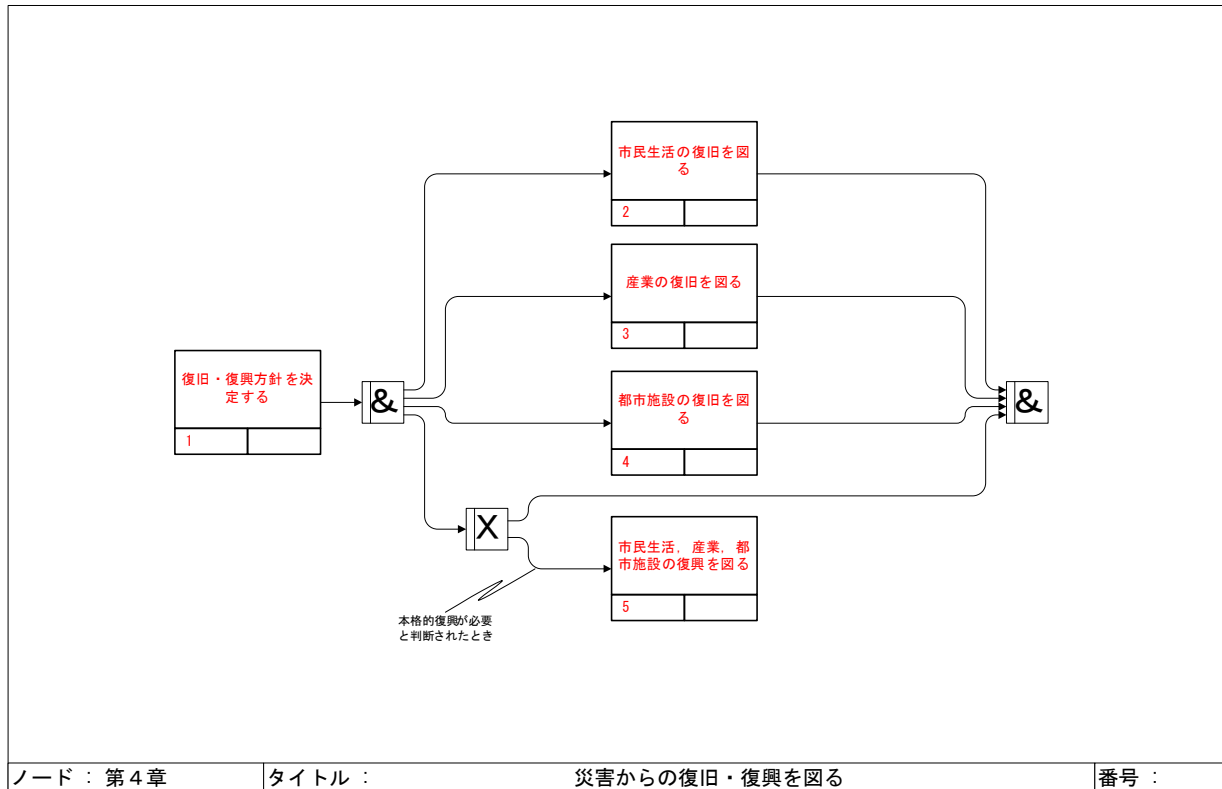 市民生活の復旧を図
る
2
産業の復旧を図る
3
復旧・復興方針を決
定する
1
&
都市施設の復旧を図
る
4
&
X
市民生活，産業，都
市施設の復興を図る
5
本格的復興が必要
と判断されたとき
ノード : 第４章
タイトル :
災害からの復旧・復興を図る
番号 :